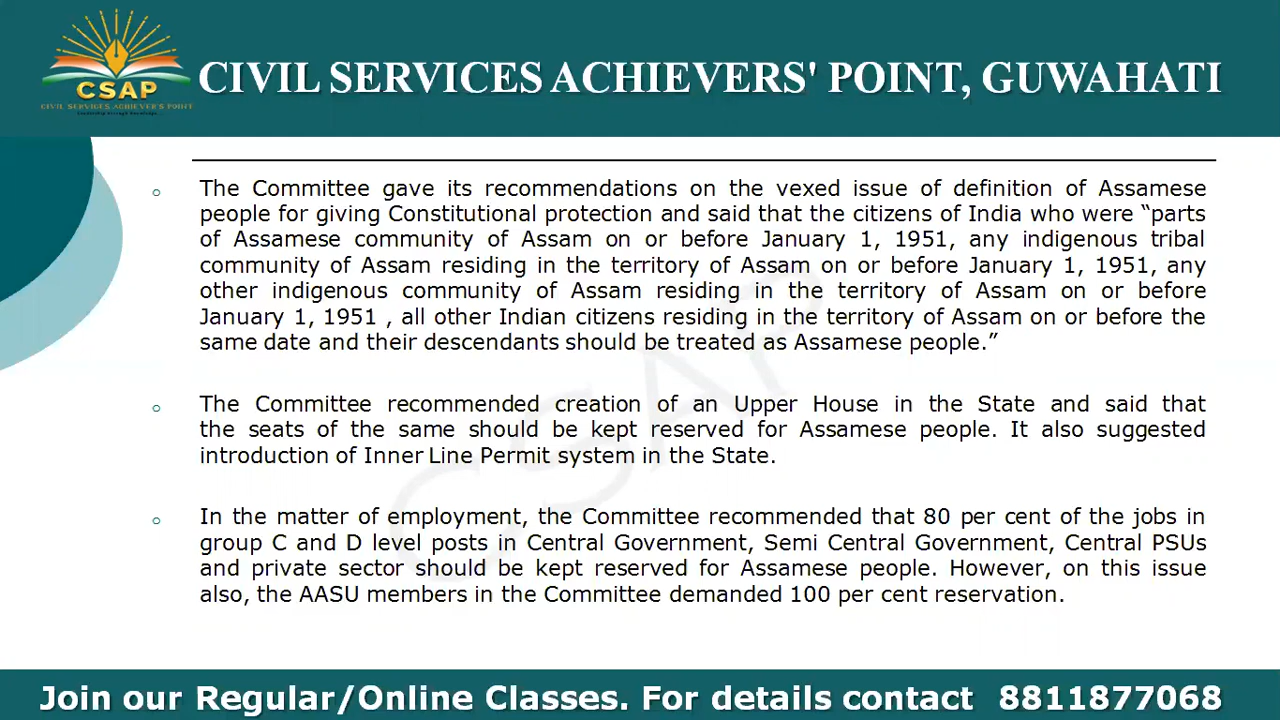 CSAP
CIVIL SERVICES ACHIEVER'S POINT
CIVIL SERVICES ACHIEVERS' POINT, GUWAHATI
The Committee gave its recommendations on the vexed issue of definition of Assamese
people for giving Constitutional protection and said that the citizens of India who were “parts
of Assamese community of Assam on or before January 1, 1951, any indigenous tribal
community of Assam residing in the territory of Assam on or before January 1, 1951, any
other indigenous community of Assam residing in the territory of Assam on or before
January 1, 1951 , all other Indian citizens residing in the territory of Assam on or before the
same date and their descendants should be treated as Assamese people.”
The Committee recommended creation of an Upper House in the State and said that
the seats of the same should be kept reserved for Assamese people. It also suggested
introduction of Inner Line Permit system in the State.
In the matter of employment, the Committee recommended that 80 per cent of the jobs in
group C and D level posts in Central Government, Semi Central Government, Central PSUs
and private sector should be kept reserved for Assamese people. However, on this issue
also, the AASU members in the Committee demanded 100 per cent reservation.
CSAP
Join our Regular/Online Classes. For details contact 8811877068